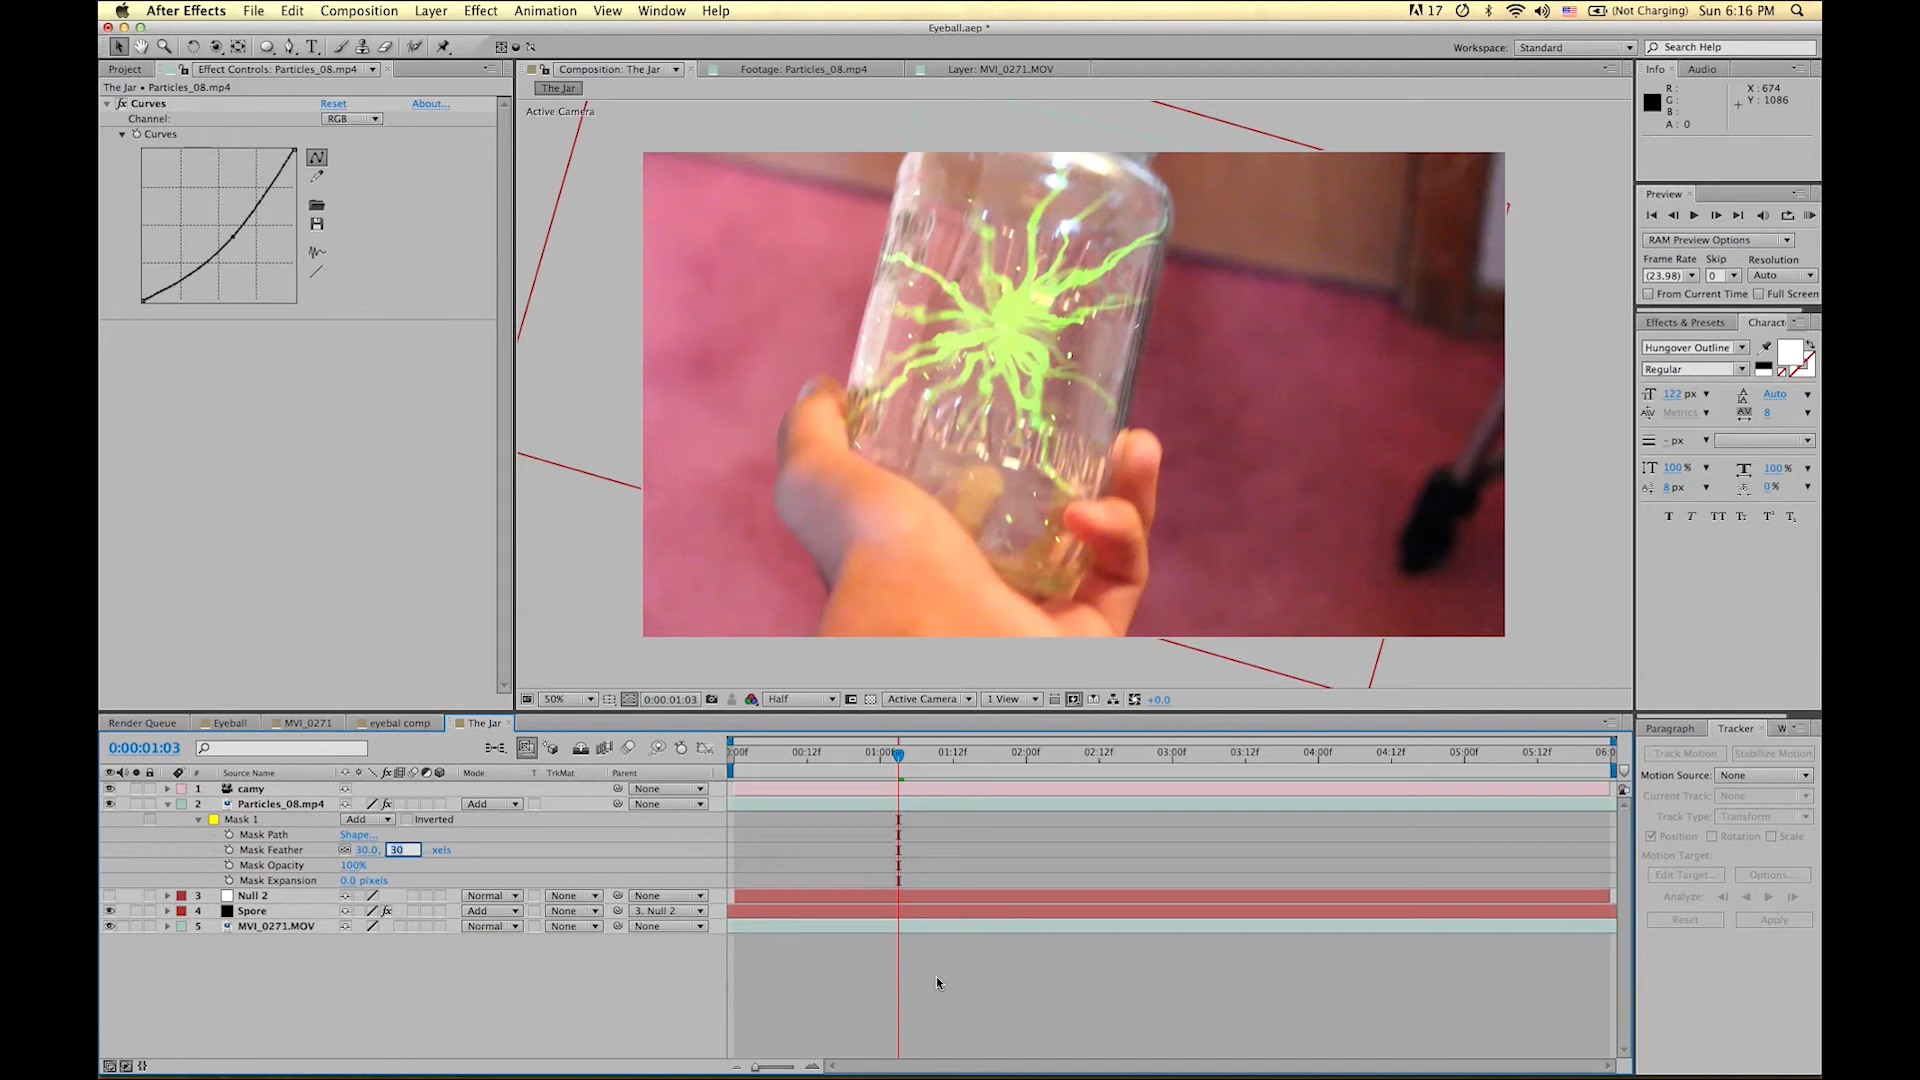 After Effects File Edit Composition Layer Effect Animation View Window Help 17 (Not Charging) Sun 6:16 PM
Eyeball.aep *
Workspace: Standard Search Help
Project Effect Controls: Particles_08.mp4 Composition: The Jar Footage: Particles_08.mp4 Layer: MVI_0271.MOV Info Audio
The Jar • Particles_08.mp4 The Jar
fx Curves Reset About...
Channel: RGB
Curves
Active Camera
R: X: 674
G: Y: 1086
B:
A: 0
Preview
RAM Preview Options
Frame Rate Skip Resolution
(23.98) 0 Auto
From Current Time Full Screen
Effects & Presets Charact
Hungover Outline
Regular
122 px Auto
Metrics 8
- px
100 % 100 %
8 px 0 %
T T TT Tr T¹ T₁
50% 0:00:01:03 Half Active Camera 1 View +0.0
Render Queue Eyeball MVI_0271 eyebal comp The Jar
0:00:01:03
:00f 00:12f 01:00f 01:12f 02:00f 02:12f 03:00f 03:12f 04:00f 04:12f 05:00f 05:12f 06:0
# Source Name fx Mode T TrkMat Parent
1 camy None
2 Particles_08.mp4 fx Add None
Mask 1 Add Inverted
Mask Path Shape...
Mask Feather 30.0, 30 xels
Mask Opacity 100%
Mask Expansion 0.0 pixels
3 Null 2 Normal None None
4 Spore fx Add None 3. Null 2
5 MVI_0271.MOV Normal None None
Paragraph Tracker W
Track Motion Stabilize Motion
Motion Source: None
Current Track: None
Track Type: Transform
Position Rotation Scale
Motion Target:
Edit Target... Options...
Analyze:
Reset Apply